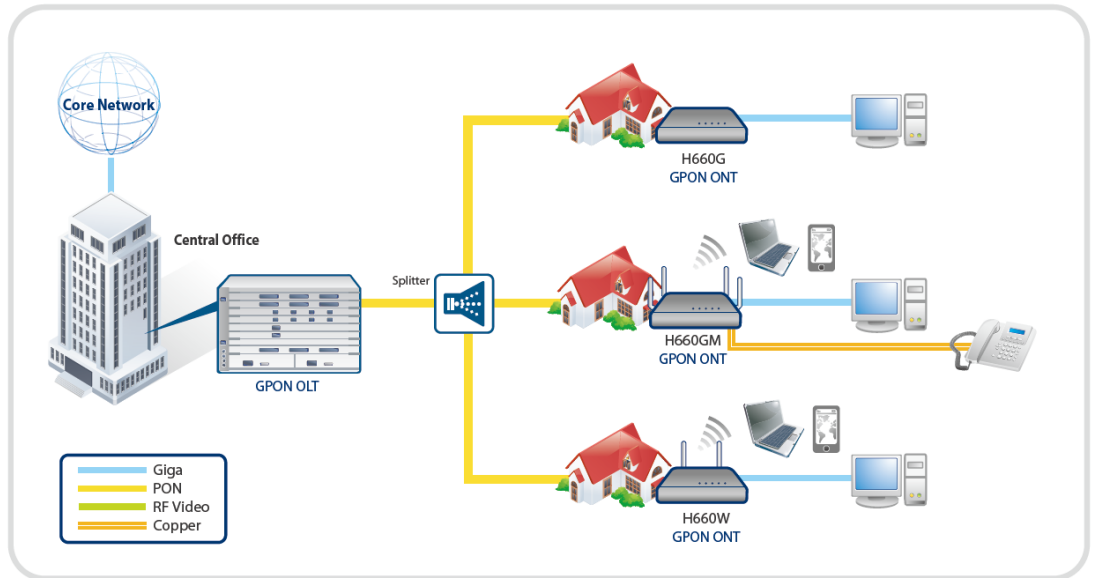 Core Network
Central Office
GPON OLT
Splitter
H660G
GPON ONT
H660GM
GPON ONT
H660W
GPON ONT
Giga
PON
RF Video
Copper